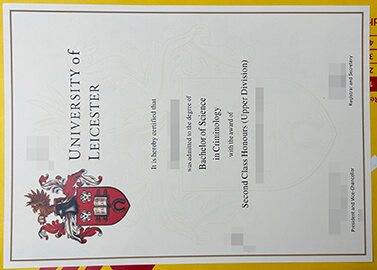 UNIVERSITY of
LEICESTER
It is hereby certified that
was admitted to the degree of
Bachelor of Science
in Criminology
with the award of
Second Class Honours (Upper Division)
President and Vice-Chancellor
Registrar and Secretary